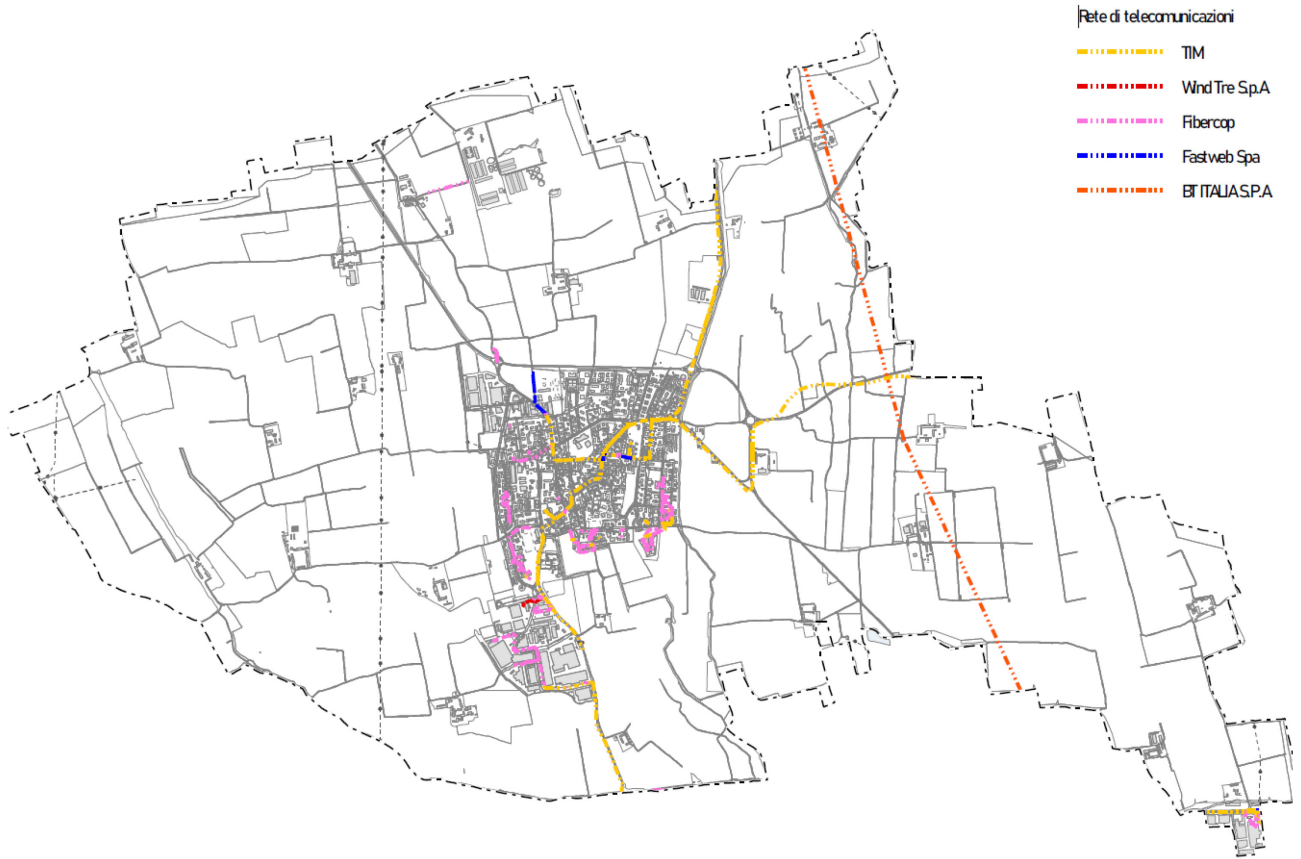 Rete di telecomunicazioni
TIM
Wind Tre S.p.A
Fibercop
Fastweb Spa
BT ITALIA S.P.A